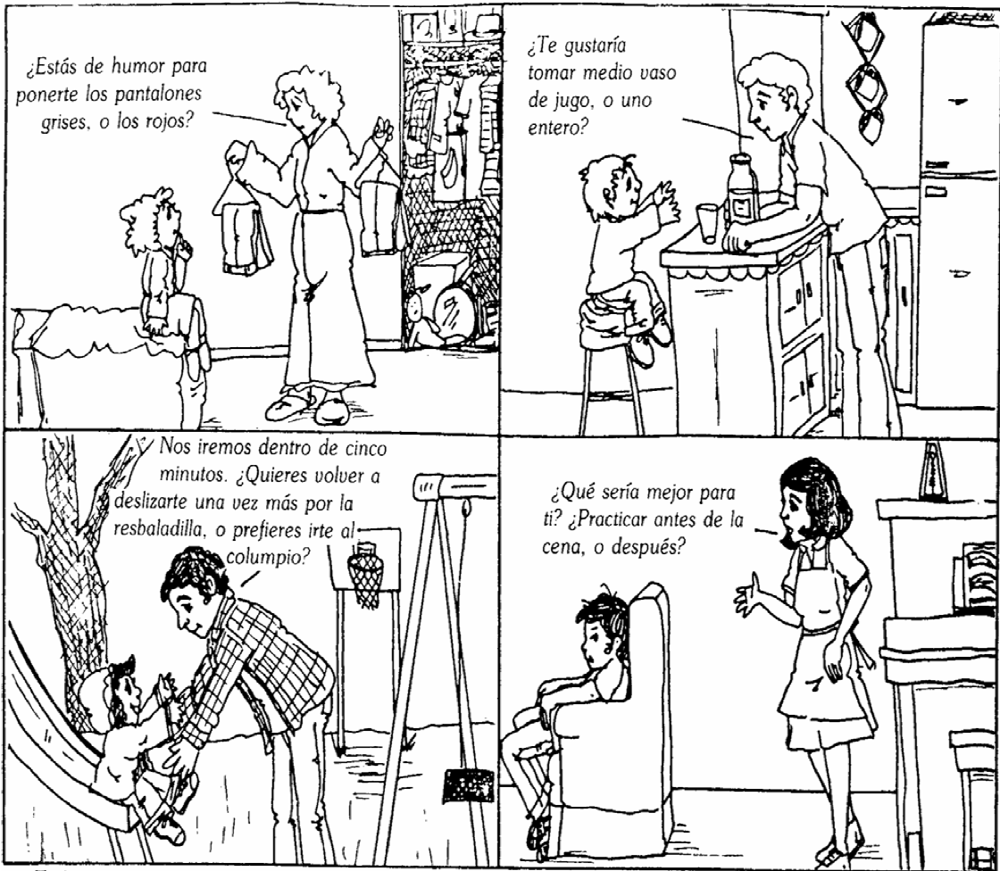 ¿Estás de humor para
ponerte los pantalones
grises, o los rojos?
¿Te gustaría
tomar medio vaso
de jugo, o uno
entero?
Nos iremos dentro de cinco
minutos. ¿Quieres volver a
deslizarte una vez más por la
resbaladilla, o prefieres irte al
columpio?
¿Qué sería mejor para
ti? ¿Practicar antes de la
cena, o después?